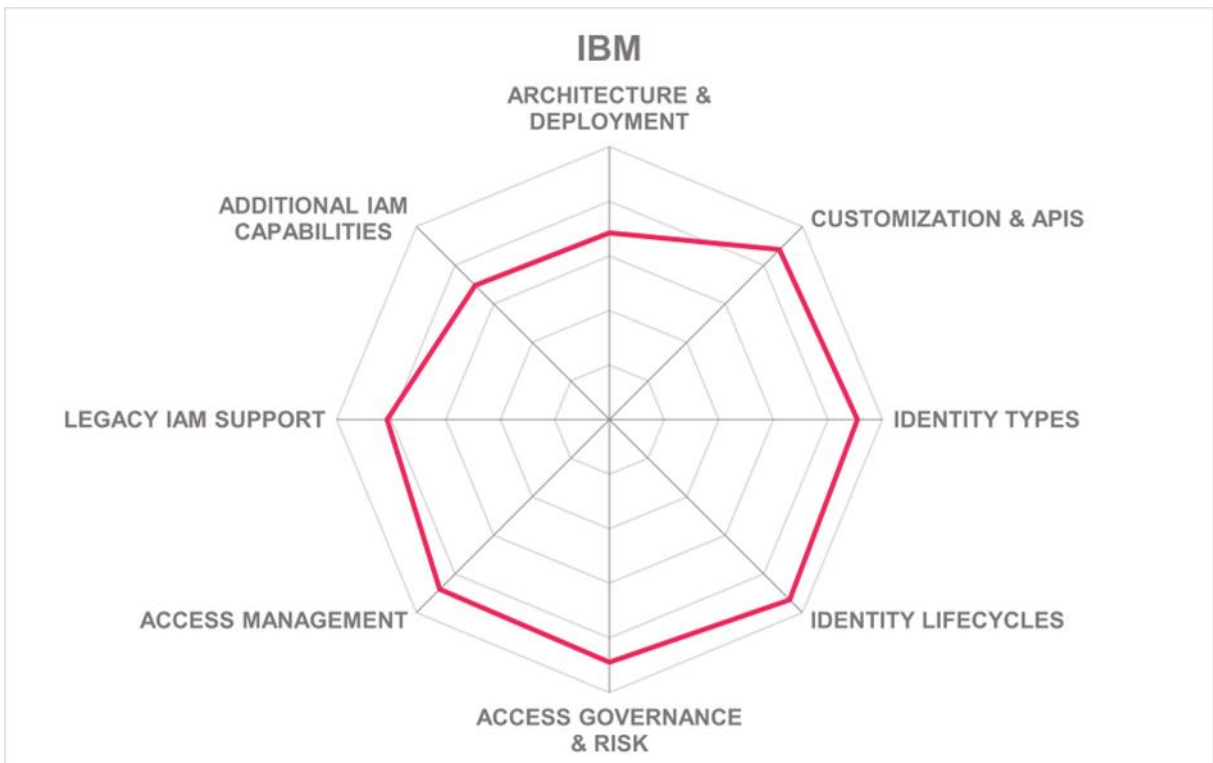 IBM
ARCHITECTURE &
DEPLOYMENT
ADDITIONAL IAM
CAPABILITIES
CUSTOMIZATION & APIS
LEGACY IAM SUPPORT
IDENTITY TYPES
ACCESS MANAGEMENT
IDENTITY LIFECYCLES
ACCESS GOVERNANCE
& RISK